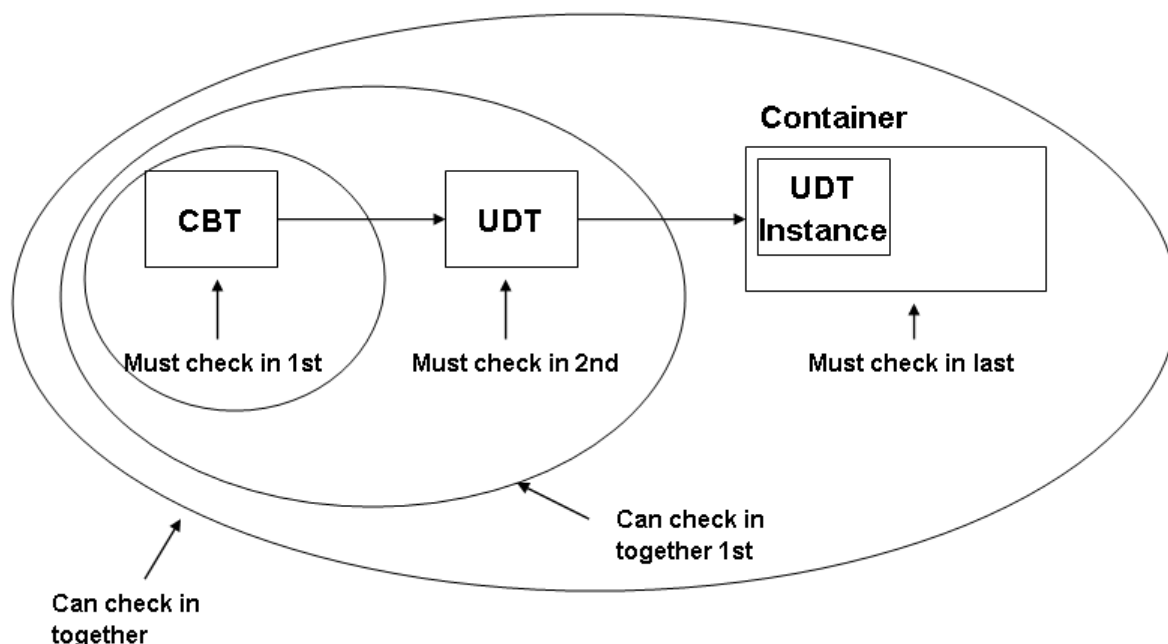 Container
CBT
UDT
UDT
Instance
Must check in 1st
Must check in 2nd
Must check in last
Can check in
together 1st
Can check in
together